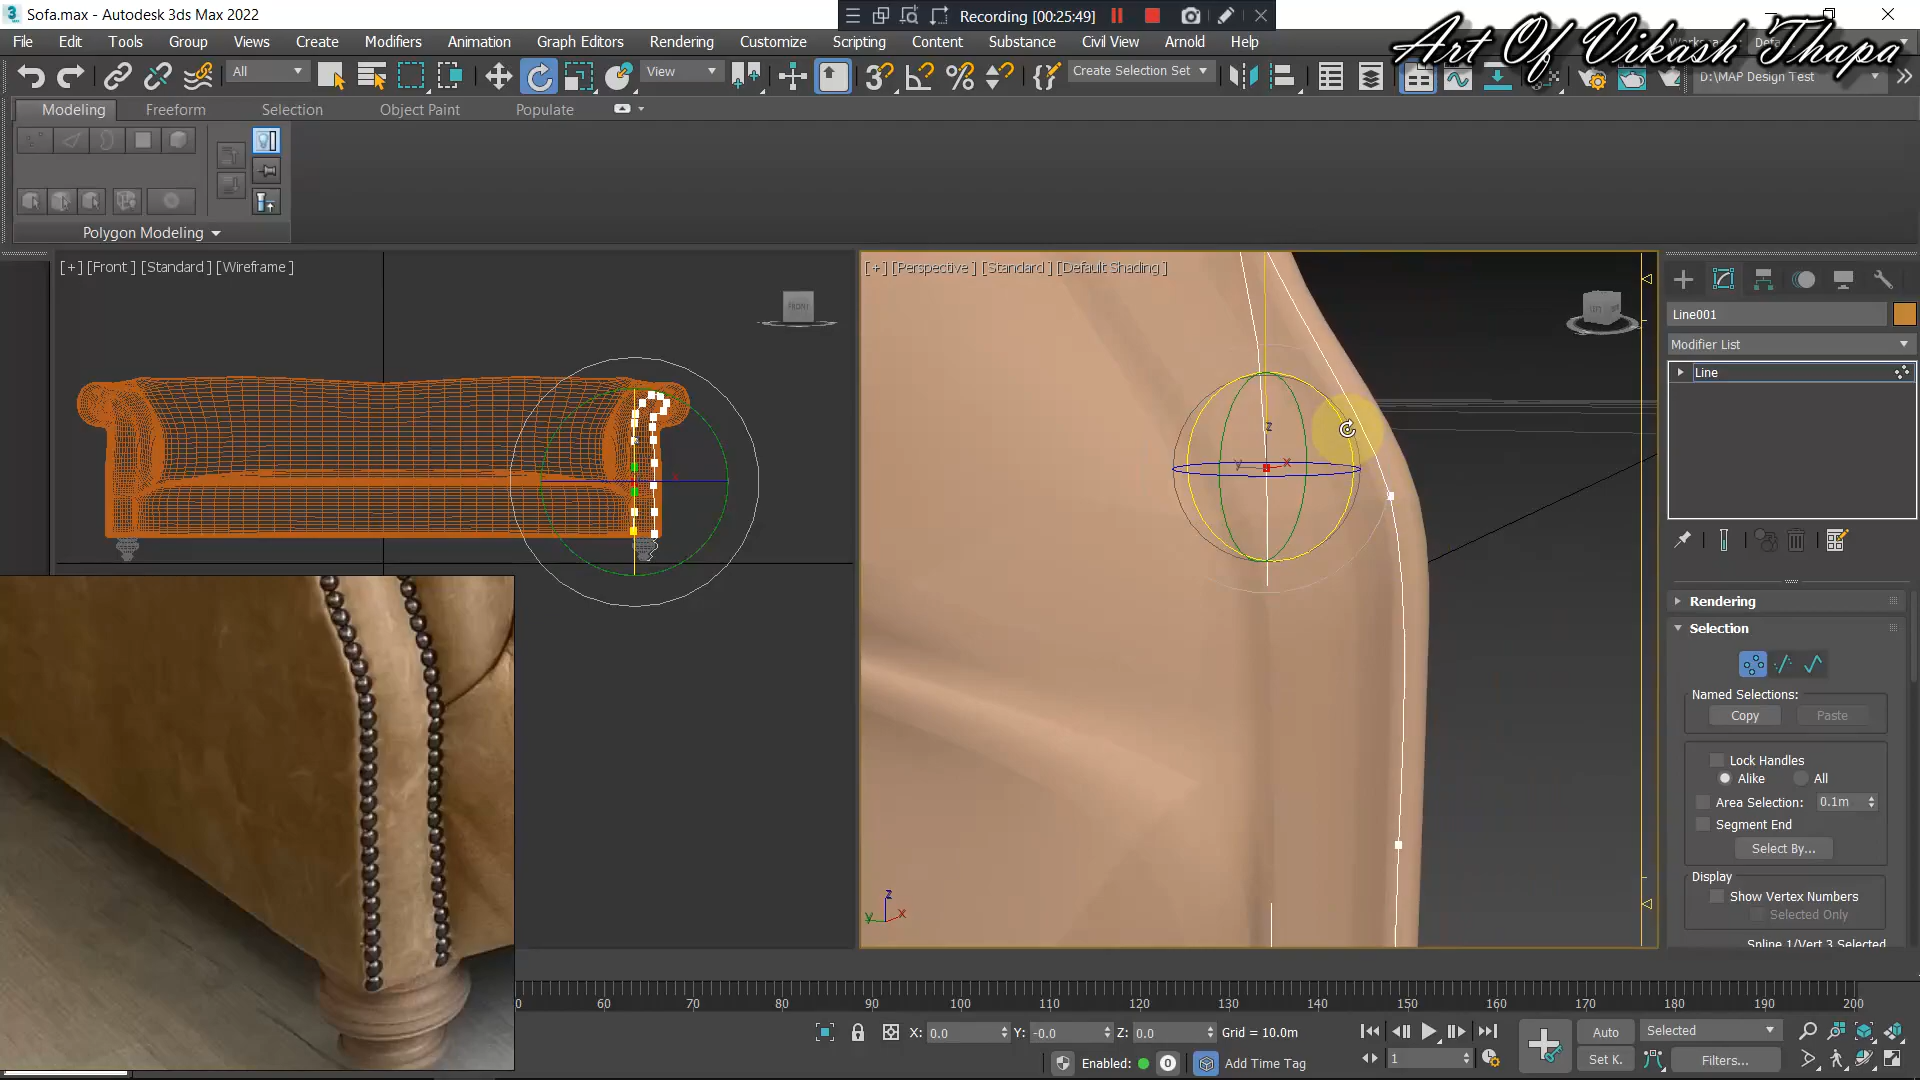 Sofa.max - Autodesk 3ds Max 2022
Recording [00:25:49]
Art Of Vikash Thapa
File Edit Tools Group Views Create Modifiers Animation Graph Editors Rendering Customize Scripting Content Substance Civil View Arnold Help
All
View
Create Selection Set
D:\MAP Design Test
Modeling Freeform Selection Object Paint Populate
Polygon Modeling
[+] [Front ] [Standard ] [Wireframe ]
FRONT
[+] [Perspective ] [Standard ] [Default Shading ]
Line001
Modifier List
Line
Rendering
Selection
Named Selections:
Copy Paste
Lock Handles
Alike All
Area Selection: 0.1m
Segment End
Select By...
Display
Show Vertex Numbers
Selected Only
Spline 1/Vert 3 Selected
z
y x
x
z
y x
0 60 70 80 90 100 110 120 130 140 150 160 170 180 190 200
X: 0.0 Y: -0.0 Z: 0.0 Grid = 10.0m
Auto Selected
Enabled: 0 Add Time Tag
1
Set K. Filters...